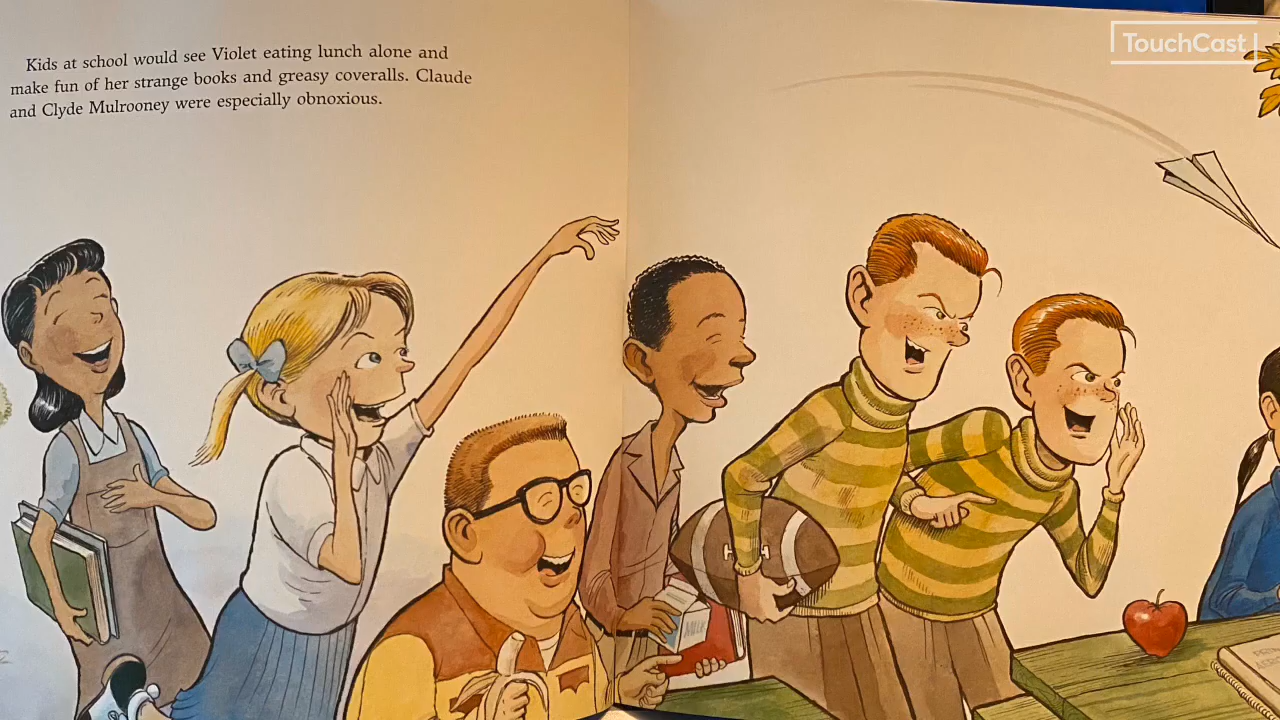 Kids at school would see Violet eating lunch alone and
make fun of her strange books and greasy coveralls. Claude
and Clyde Mulrooney were especially obnoxious.
TouchCast
MILK